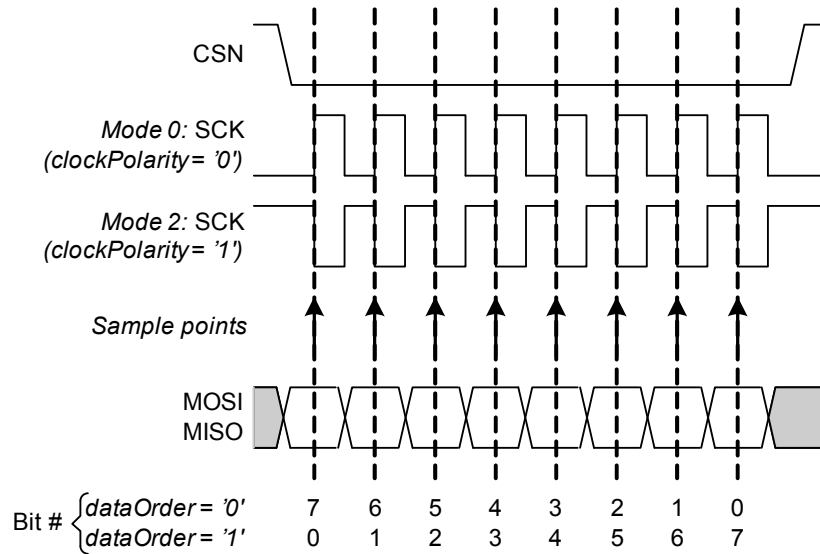 CSN
Mode 0: SCK
(clockPolarity= '0')
Mode 2: SCK
(clockPolarity= '1')
Sample points
MOSI
MISO
Bit # { dataOrder = '0' 7 6 5 4 3 2 1 0
dataOrder = '1' 0 1 2 3 4 5 6 7